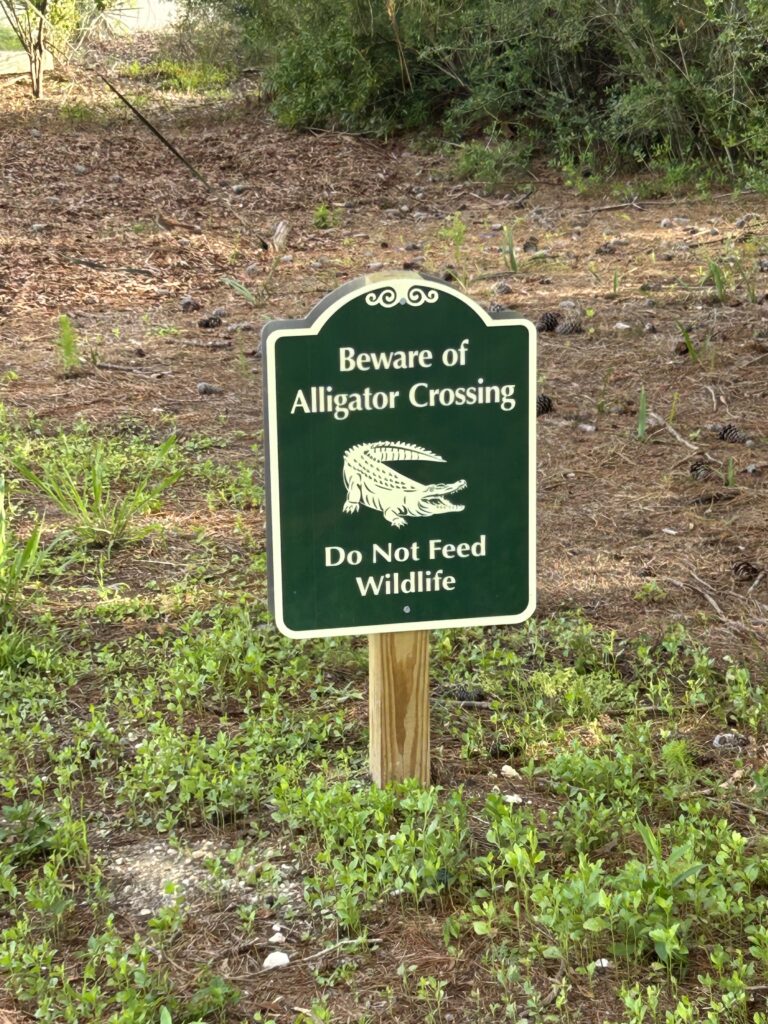 Beware of
Alligator Crossing
Do Not Feed
Wildlife